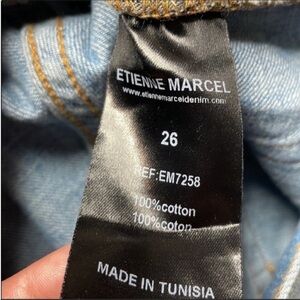 ETIENNE MARCEL
www.etiennemarceldenim.com
26
REF:EM7258
100%cotton
100%coton
MADE IN TUNISIA